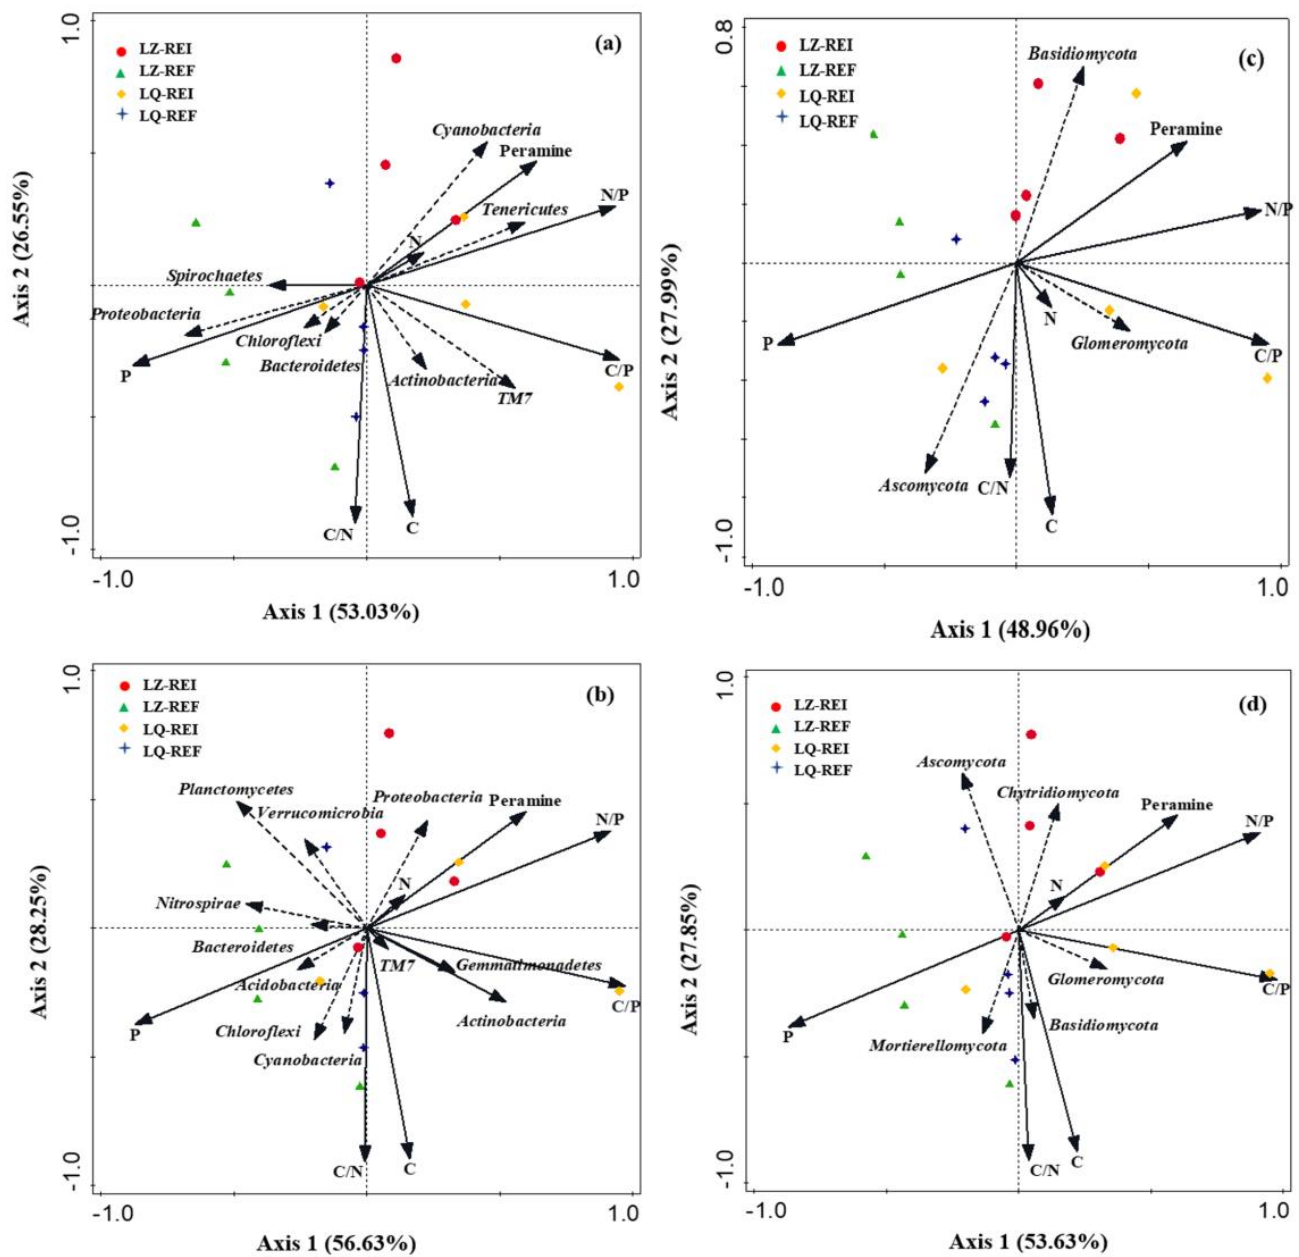 1.0
(a)
LZ-REI
LZ-REF
LQ-REI
LQ-REF
Cyanobacteria
Peramine
N/P
Tenericutes
N
Spirochaetes
Proteobacteria
Chloroflexi
Bacteroidetes
Actinobacteria
TM7
P
C/P
C/N
C
Axis 2 (26.55%)
-1.0
-1.0
1.0
Axis 1 (53.03%)
0.8
(c)
LZ-REI
LZ-REF
LQ-REI
LQ-REF
Basidiomycota
Peramine
N/P
N
P
Glomeromycota
C/P
Ascomycota
C/N
C
Axis 2 (27.99%)
-1.0
-1.0
1.0
Axis 1 (48.96%)
1.0
(b)
LZ-REI
LZ-REF
LQ-REI
LQ-REF
Planctomycetes
Verrucomicrobia
Proteobacteria
Peramine
N/P
N
Nitrospirae
Bacteroidetes
TM7
Gemmatimonadetes
Acidobacteria
C/P
Actinobacteria
P
Chloroflexi
Cyanobacteria
C/N
C
Axis 2 (28.25%)
-1.0
-1.0
1.0
Axis 1 (56.63%)
1.0
(d)
LZ-REI
LZ-REF
LQ-REI
LQ-REF
Ascomycota
Chytridiomycota
Peramine
N/P
N
Glomeromycota
C/P
Basidiomycota
P
Mortierellomycota
C/N
C
Axis 2 (27.85%)
-1.0
-1.0
1.0
Axis 1 (53.63%)